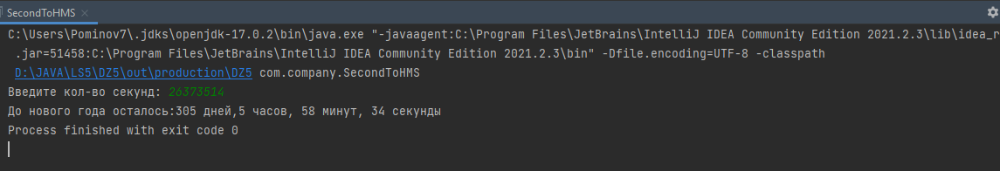 SecondToHMS
C:\Users\Pominov7\.jdks\openjdk-17.0.2\bin\java.exe "-javaagent:C:\Program Files\JetBrains\IntelliJ IDEA Community Edition 2021.2.3\lib\idea_r
.jar=51458:C:\Program Files\JetBrains\IntelliJ IDEA Community Edition 2021.2.3\bin" -Dfile.encoding=UTF-8 -classpath
D:\JAVA\LS5\DZ5\out\production\DZ5 com.company.SecondToHMS
Введите кол-во секунд: 26373514
До нового года осталось:305 дней,5 часов, 58 минут, 34 секунды
Process finished with exit code 0